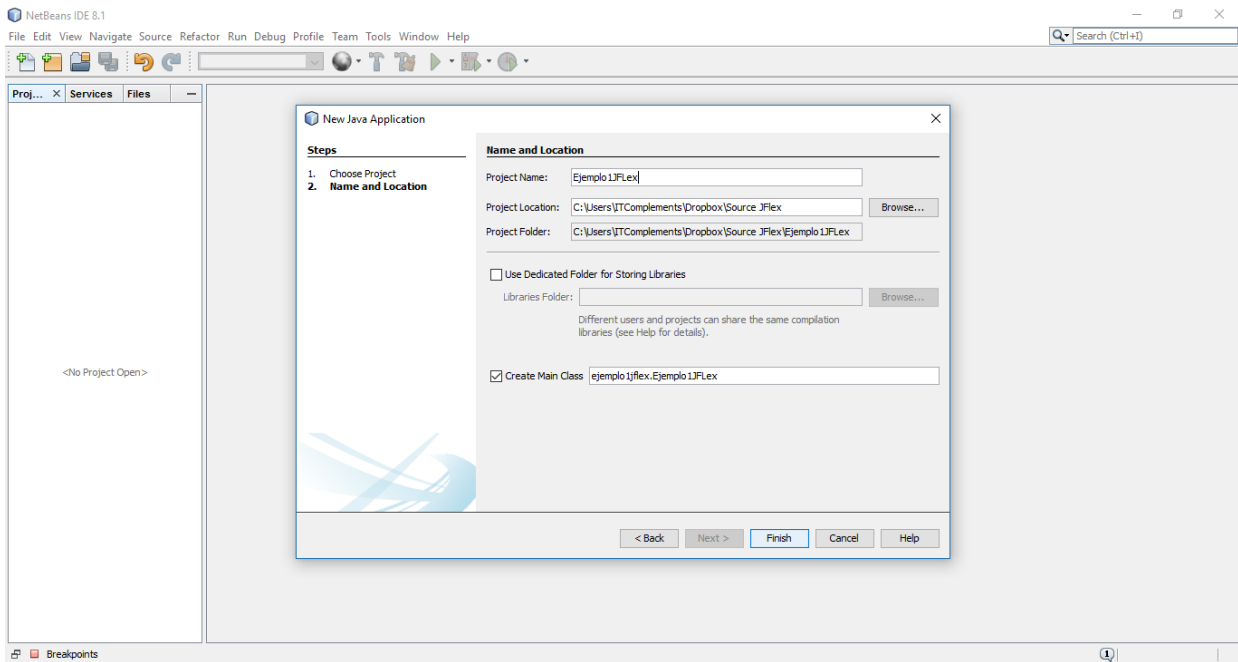 NetBeans IDE 8.1
File Edit View Navigate Source Refactor Run Debug Profile Team Tools Window Help
Search (Ctrl+I)
Proj... Services Files
<No Project Open>
New Java Application
Steps
1. Choose Project
2. Name and Location
Name and Location
Project Name: Ejemplo1JFLex
Project Location: C:\Users\ITComplements\Dropbox\Source JFlex Browse...
Project Folder: C:\Users\ITComplements\Dropbox\Source JFlex\Ejemplo1JFLex
Use Dedicated Folder for Storing Libraries
Libraries Folder: Browse...
Different users and projects can share the same compilation
libraries (see Help for details).
Create Main Class ejemplo1jflex.Ejemplo1JFLex
< Back Next > Finish Cancel Help
Breakpoints 1